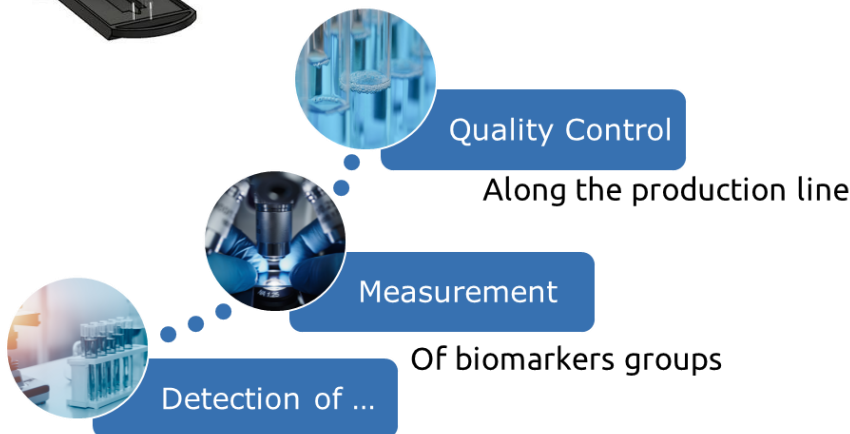 Quality Control
Along the production line
Measurement
Of biomarkers groups
Detection of ...